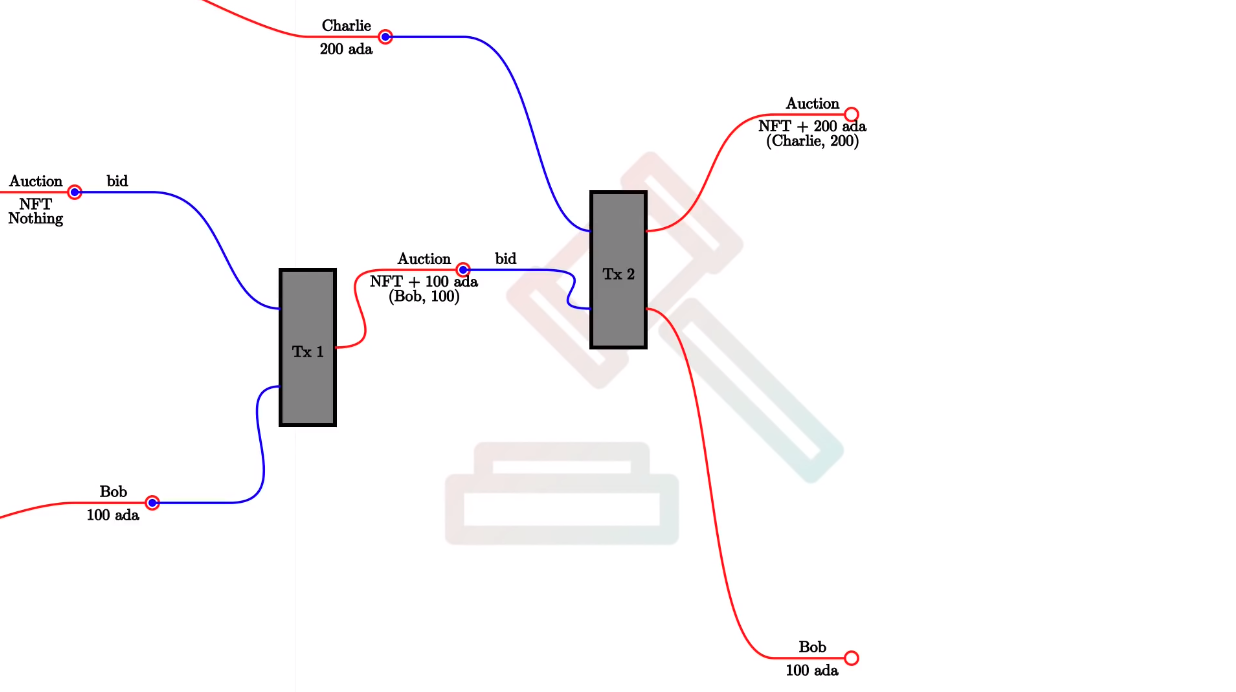 Charlie
200 ada
Auction
NFT + 200 ada
(Charlie, 200)
Auction
bid
NFT
Nothing
Auction
bid
NFT + 100 ada
(Bob, 100)
Tx 2
Tx 1
Bob
100 ada
Bob
100 ada